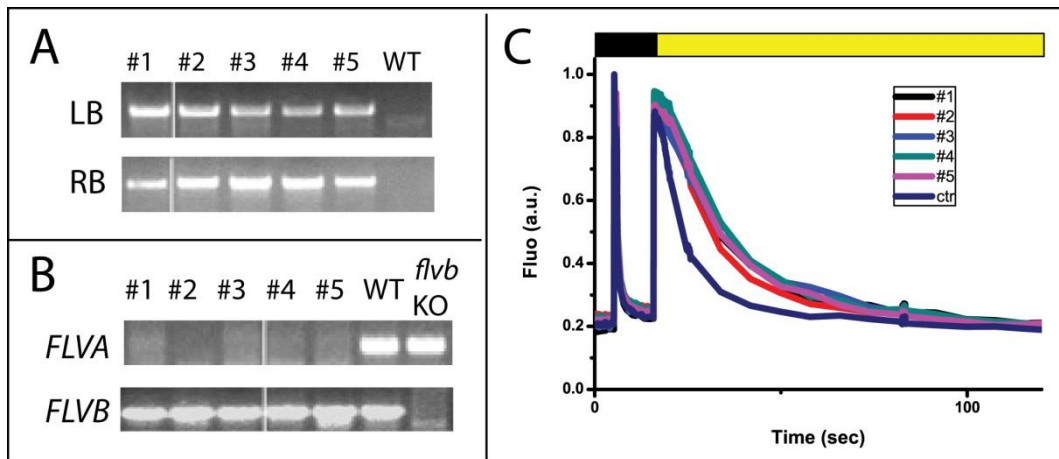 A
#1 #2 #3 #4 #5 WT
LB
RB
B
#1 #2 #3 #4 #5 WT flvb KO
FLVA
FLVB
C
1.0
0.8
0.6
0.4
0.2
0.0
Fluo (a.u.)
#1
#2
#3
#4
#5
ctr
0 100
Time (sec)